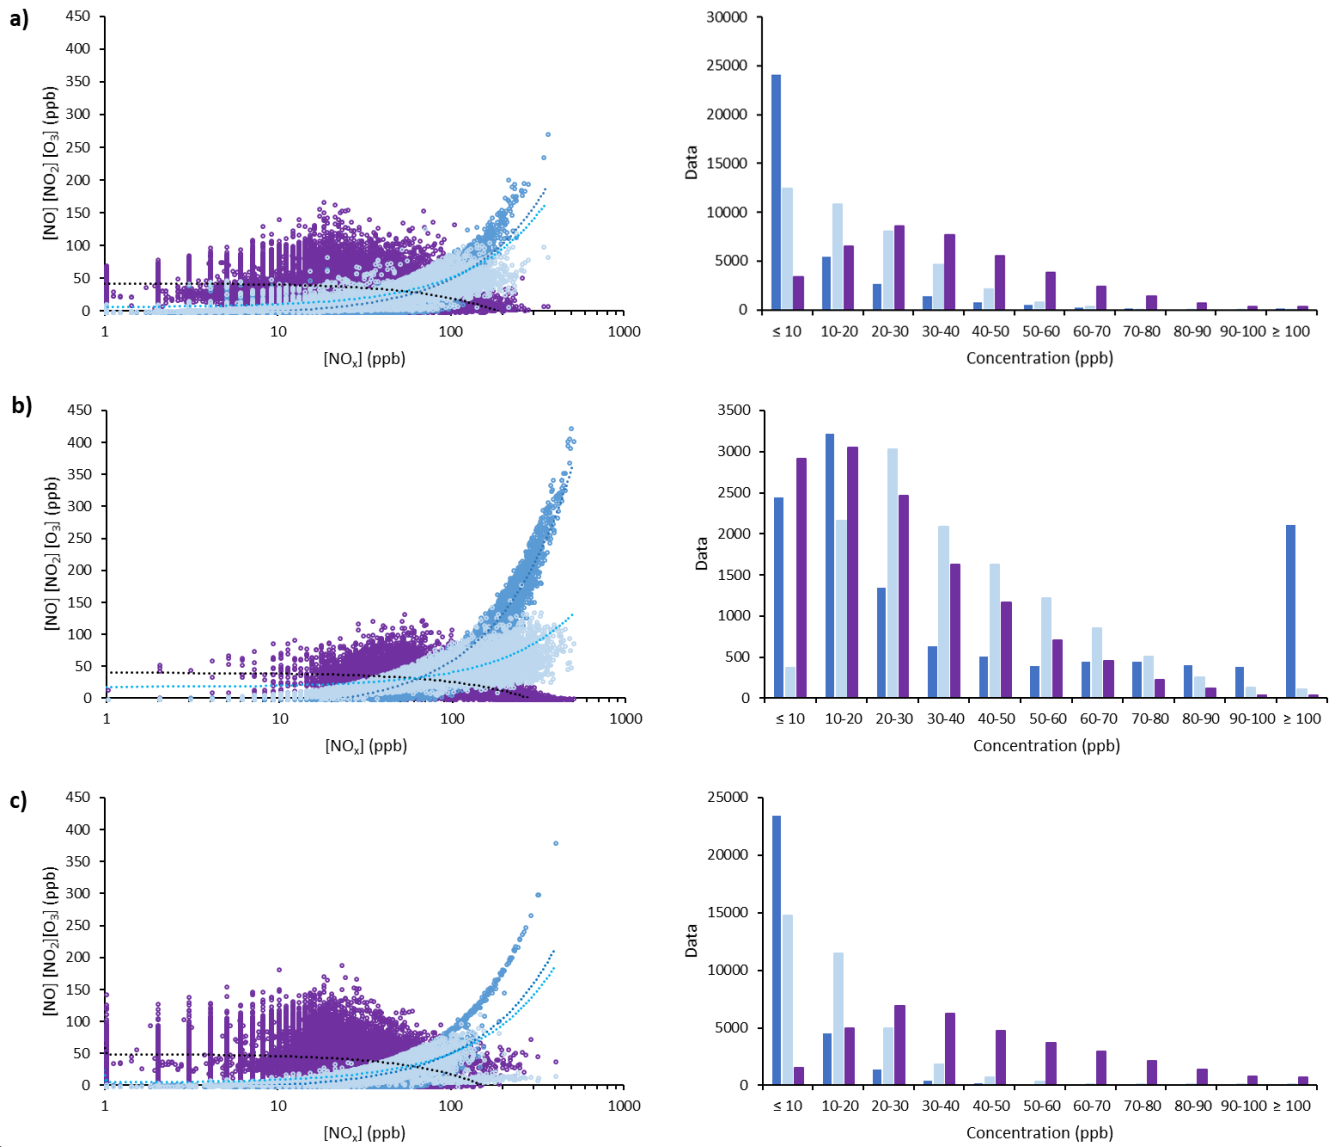 a)
[NO] [NO2] [O3] (ppb)
450
400
350
300
250
200
150
100
50
0
1 10 100 1000
[NOx] (ppb)
Data
30000
25000
20000
15000
10000
5000
0
≤ 10 10-20 20-30 30-40 40-50 50-60 60-70 70-80 80-90 90-100 ≥ 100
Concentration (ppb)
b)
[NO] [NO2] [O3] (ppb)
450
400
350
300
250
200
150
100
50
0
1 10 100 1000
[NOx] (ppb)
Data
3500
3000
2500
2000
1500
1000
500
0
≤ 10 10-20 20-30 30-40 40-50 50-60 60-70 70-80 80-90 90-100 ≥ 100
Concentration (ppb)
c)
[NO] [NO2][O3] (ppb)
450
400
350
300
250
200
150
100
50
0
1 10 100 1000
[NOx] (ppb)
Data
25000
20000
15000
10000
5000
0
≤ 10 10-20 20-30 30-40 40-50 50-60 60-70 70-80 80-90 90-100 ≥ 100
Concentration (ppb)